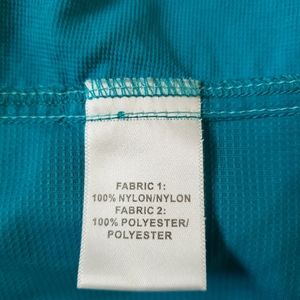 FABRIC 1:
100% NYLON/NYLON
FABRIC 2:
100% POLYESTER/
POLYESTER